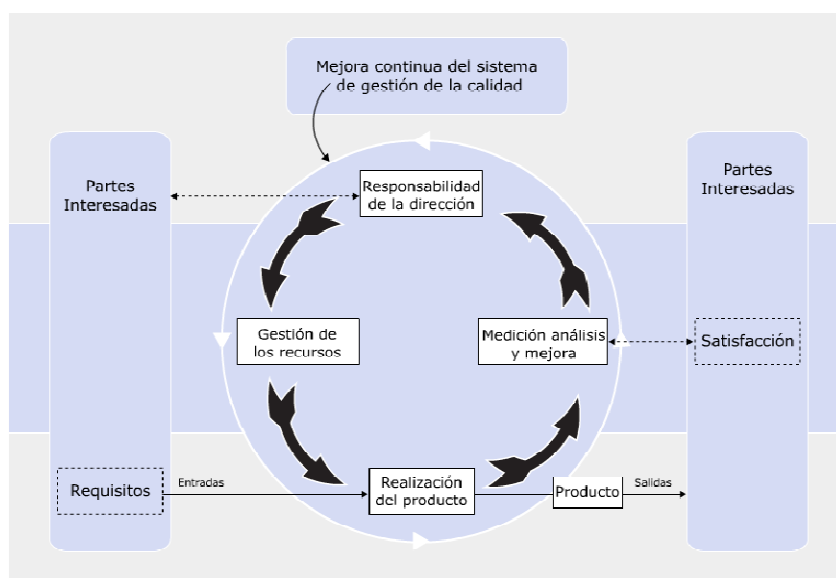 Mejora continua del sistema
de gestión de la calidad
Partes
Interesadas
Responsabilidad
de la dirección
Partes
Interesadas
Gestión de
los recursos
Medición análisis
y mejora
Satisfacción
Requisitos
Entradas
Realización
del producto
Producto
Salidas